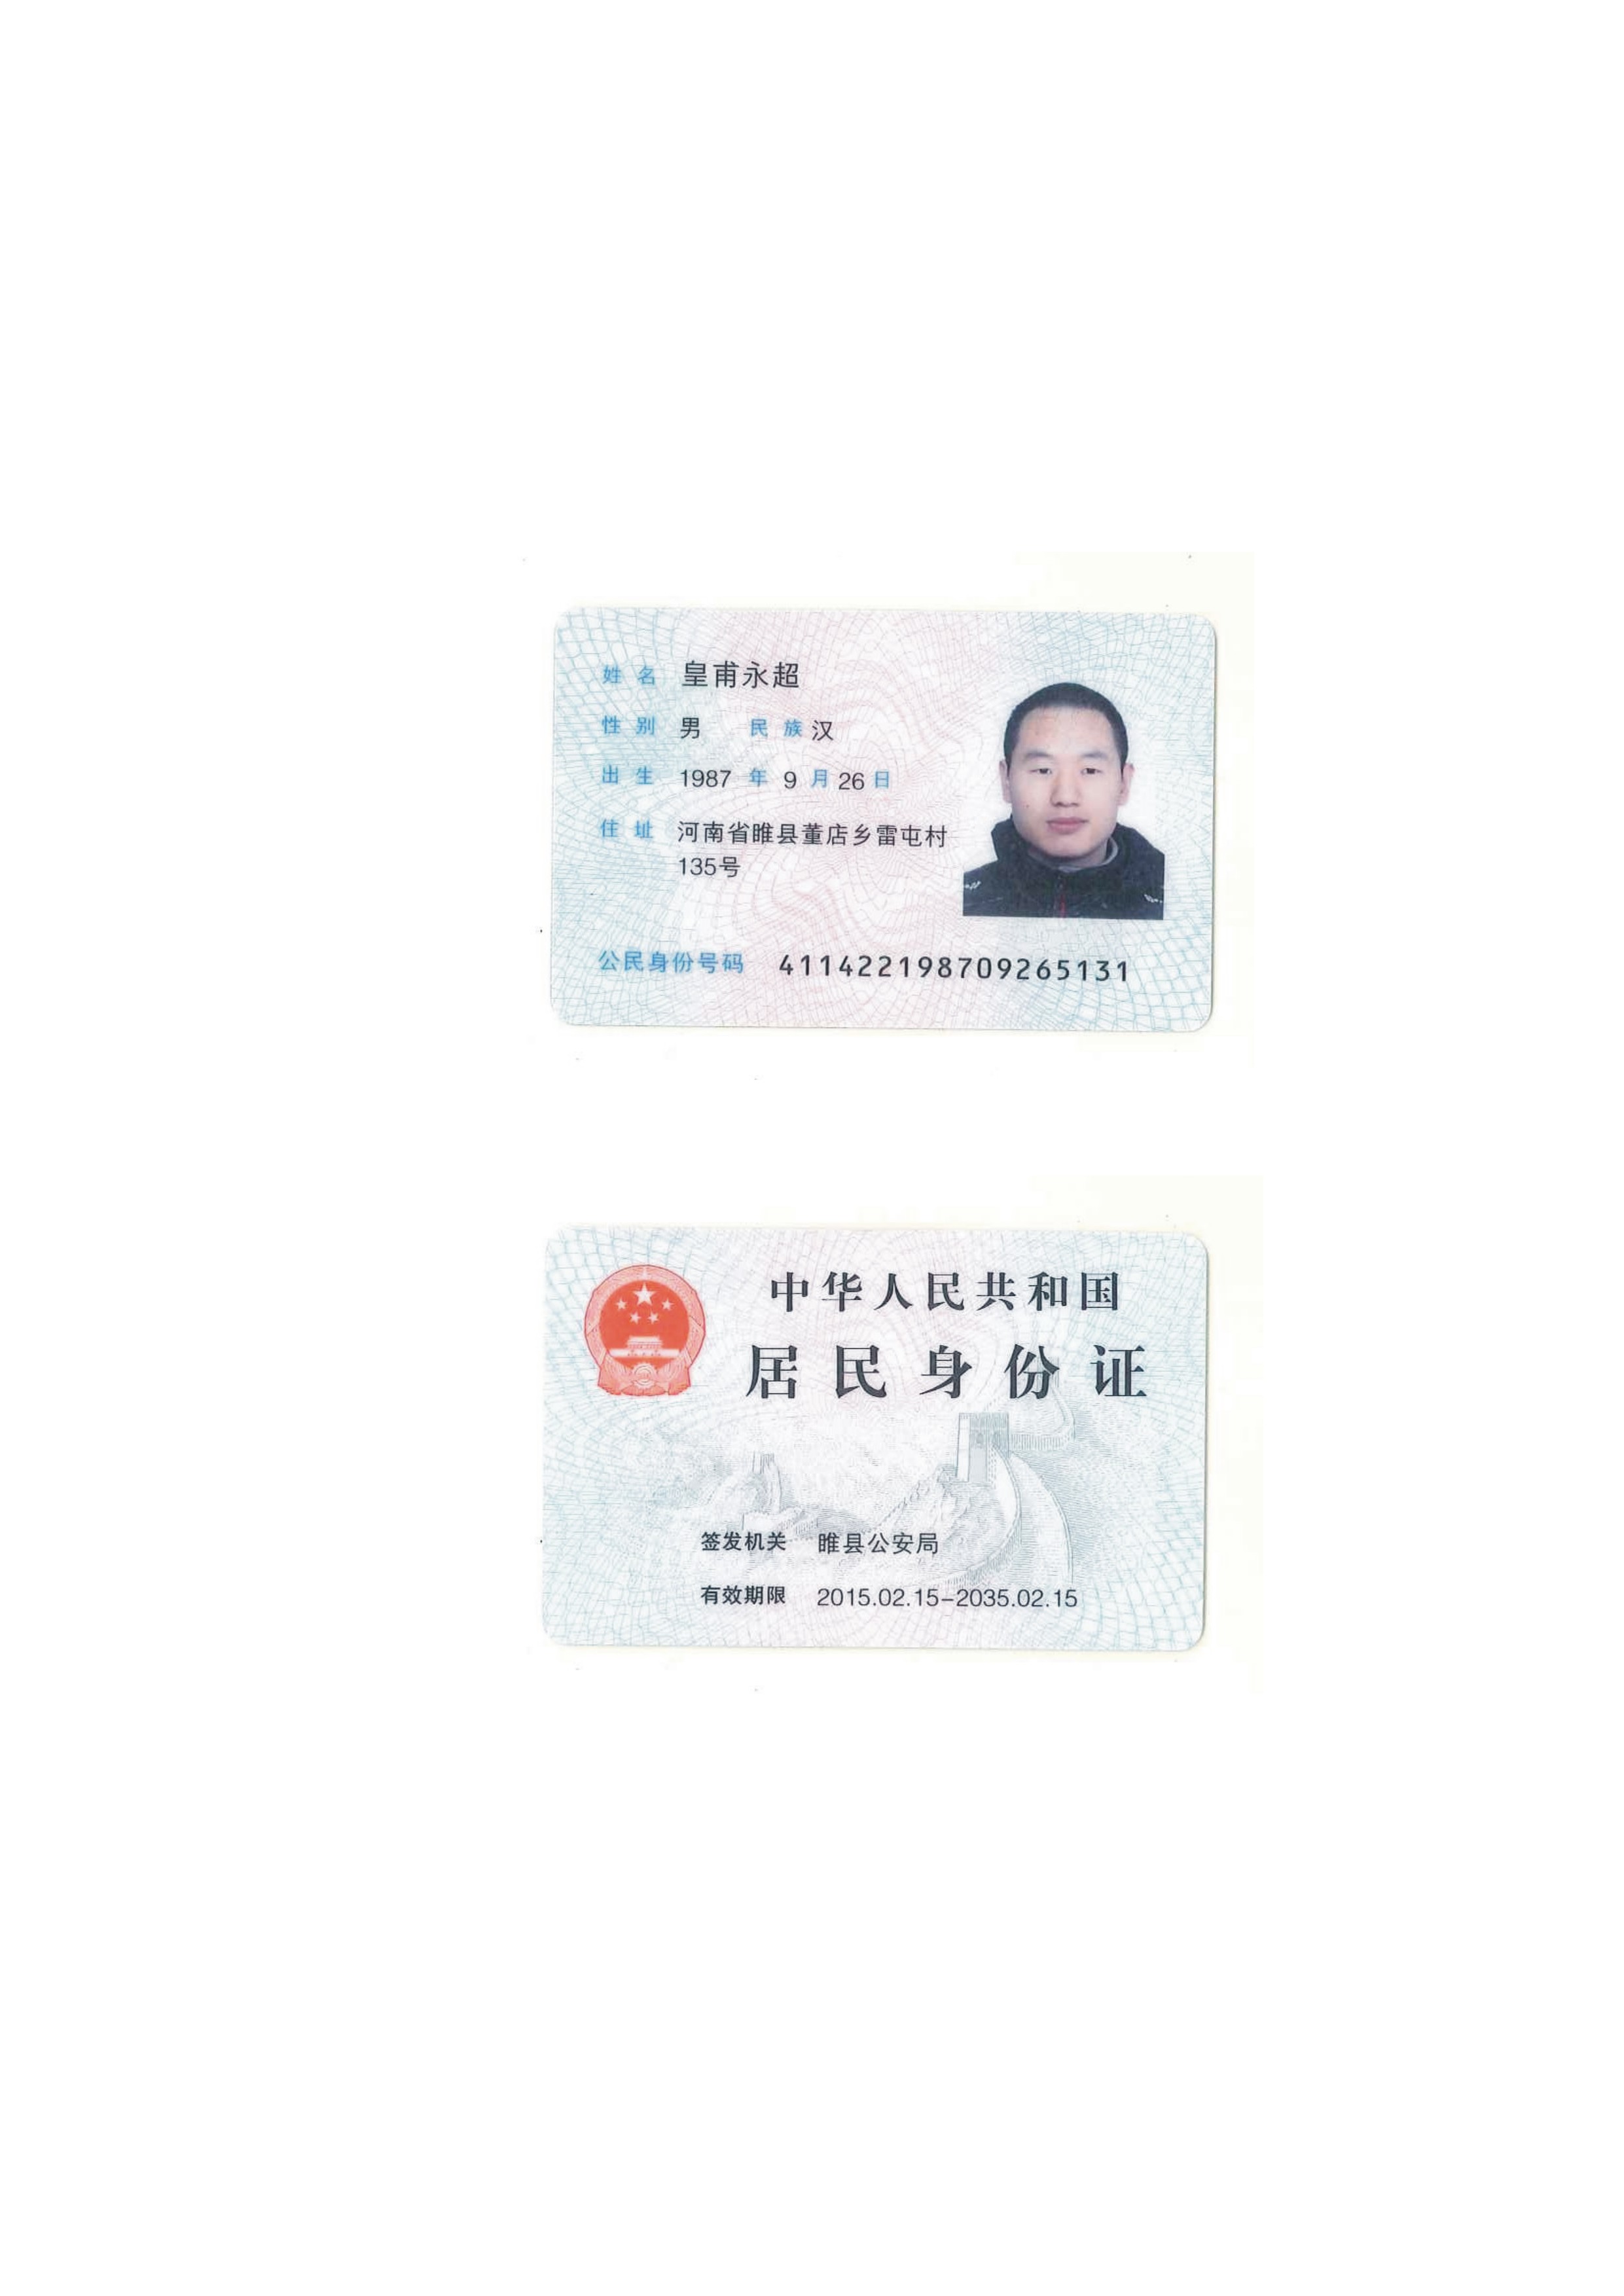 姓名 皇甫永超
性别 男 民族 汉
出生 1987 年 9 月 26 日
住址 河南省睢县董店乡雷屯村
135号
公民身份号码 411422198709265131
中华人民共和国
居民身份证
签发机关 睢县公安局
有效期限 2015.02.15-2035.02.15